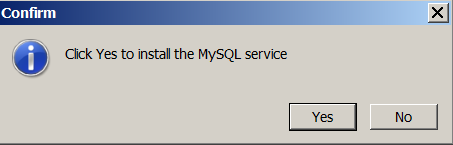 Confirm
Click Yes to install the MySQL service
Yes
No